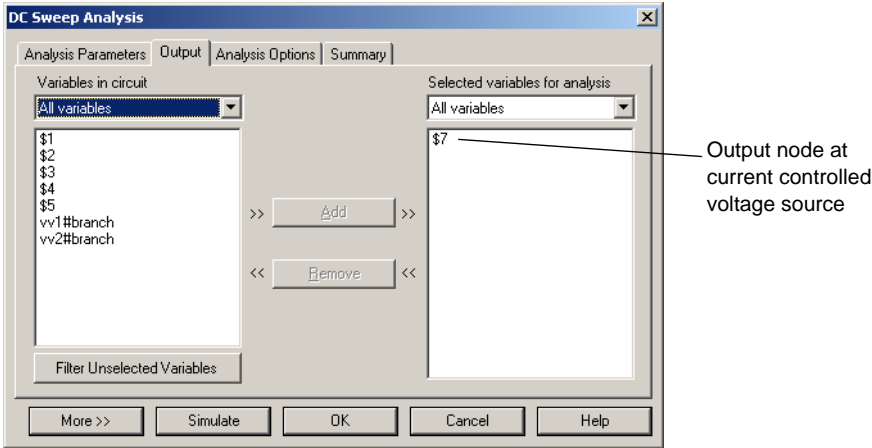 DC Sweep Analysis
Analysis Parameters
Output
Analysis Options
Summary
Variables in circuit
All variables
$1
$2
$3
$4
$5
vv1#branch
vv2#branch
Filter Unselected Variables
>> Add >>
<< Remove <<
Selected variables for analysis
All variables
$7
Output node at
current controlled
voltage source
More >>
Simulate
OK
Cancel
Help